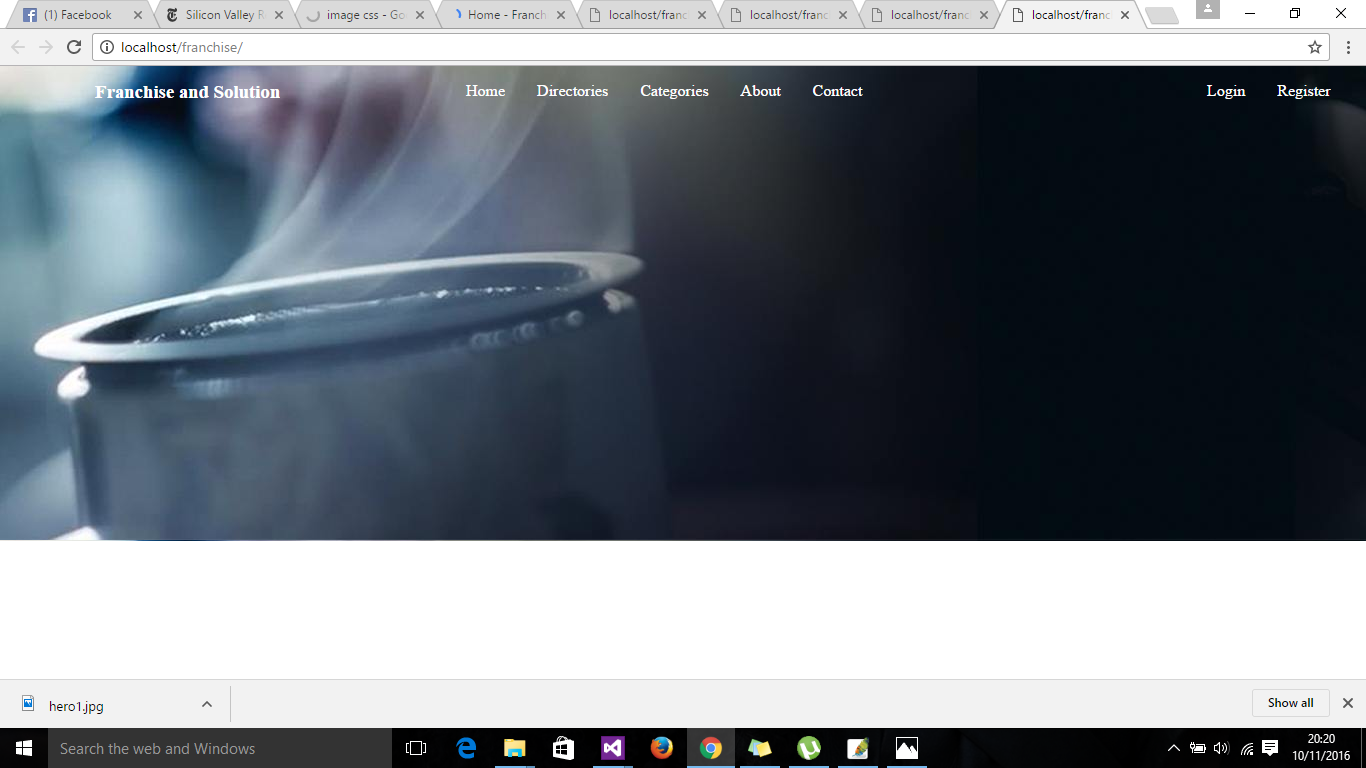 (1) Facebook Silicon Valley R image css - Go Home - Franch localhost/franc localhost/franc localhost/franc localhost/franc
localhost/franchise/
Franchise and Solution Home Directories Categories About Contact Login Register
hero1.jpg Show all
Search the web and Windows 20:20
10/11/2016